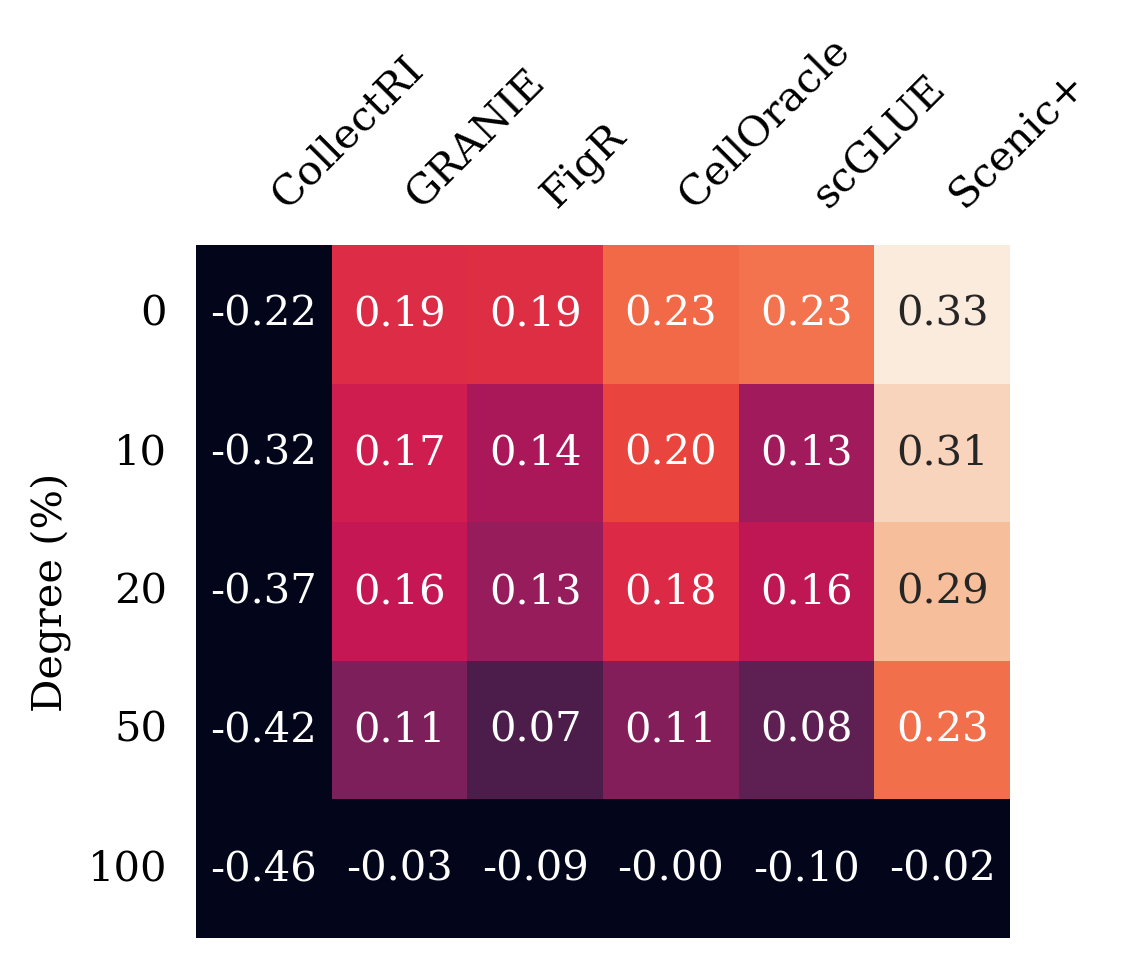 CollectRI GRANIE FigR CellOracle scGLUE Scenic+
0 -0.22 0.19 0.19 0.23 0.23 0.33
10 -0.32 0.17 0.14 0.20 0.13 0.31
20 -0.37 0.16 0.13 0.18 0.16 0.29
50 -0.42 0.11 0.07 0.11 0.08 0.23
100 -0.46 -0.03 -0.09 -0.00 -0.10 -0.02
Degree (%)